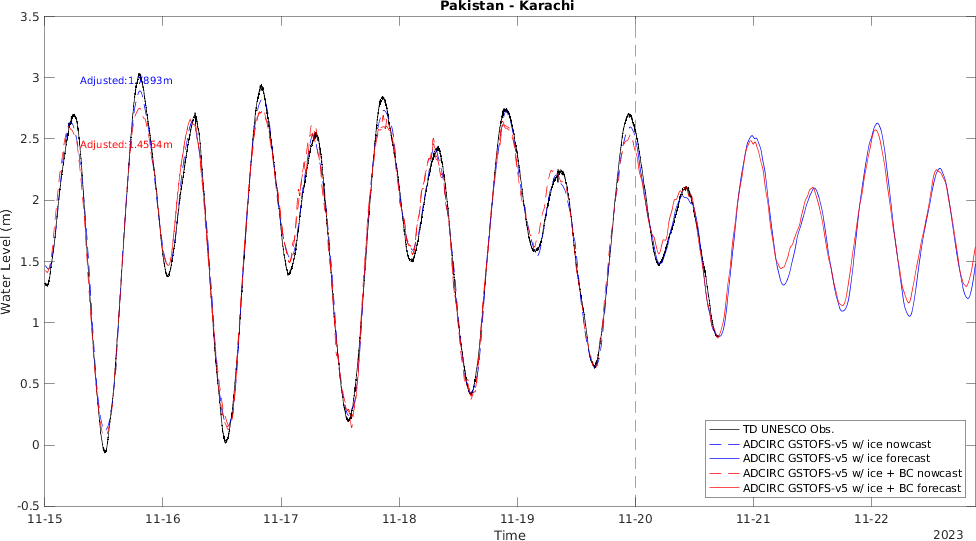 Pakistan - Karachi
3.5
3
2.5
2
1.5
1
0.5
0
-0.5
Water Level (m)
Adjusted:1.4564m
TD UNESCO Obs.
ADCIRC GSTOFS-v5 w/ ice nowcast
ADCIRC GSTOFS-v5 w/ ice forecast
ADCIRC GSTOFS-v5 w/ ice + BC nowcast
ADCIRC GSTOFS-v5 w/ ice + BC forecast
11-15
11-16
11-17
11-18
11-19
11-20
11-21
11-22
Time
2023